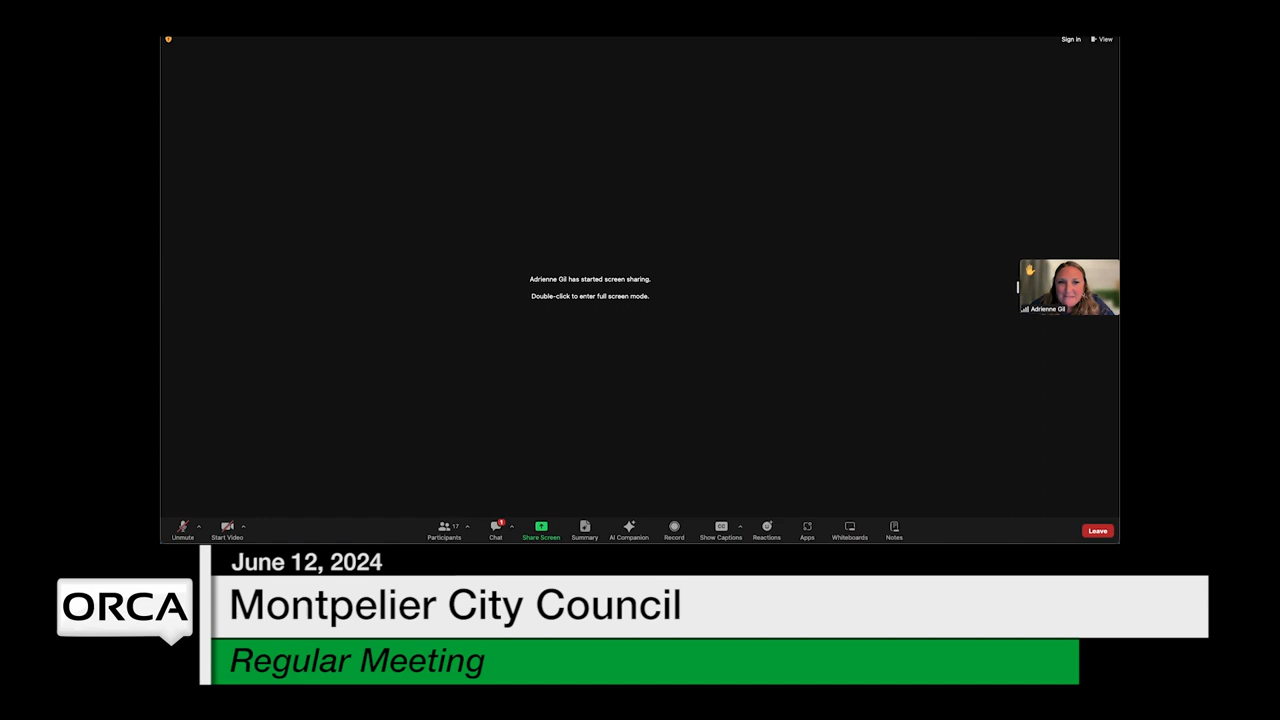 Sign in View
Adrienne Gil has started screen sharing.
Double-click to enter full screen mode.
Adrienne Gil
17
1
Unmute Start Video Participants Chat Share Screen Summary AI Companion Record Show Captions Reactions Apps Whiteboards Notes Leave
June 12, 2024
ORCA
Montpelier City Council
Regular Meeting